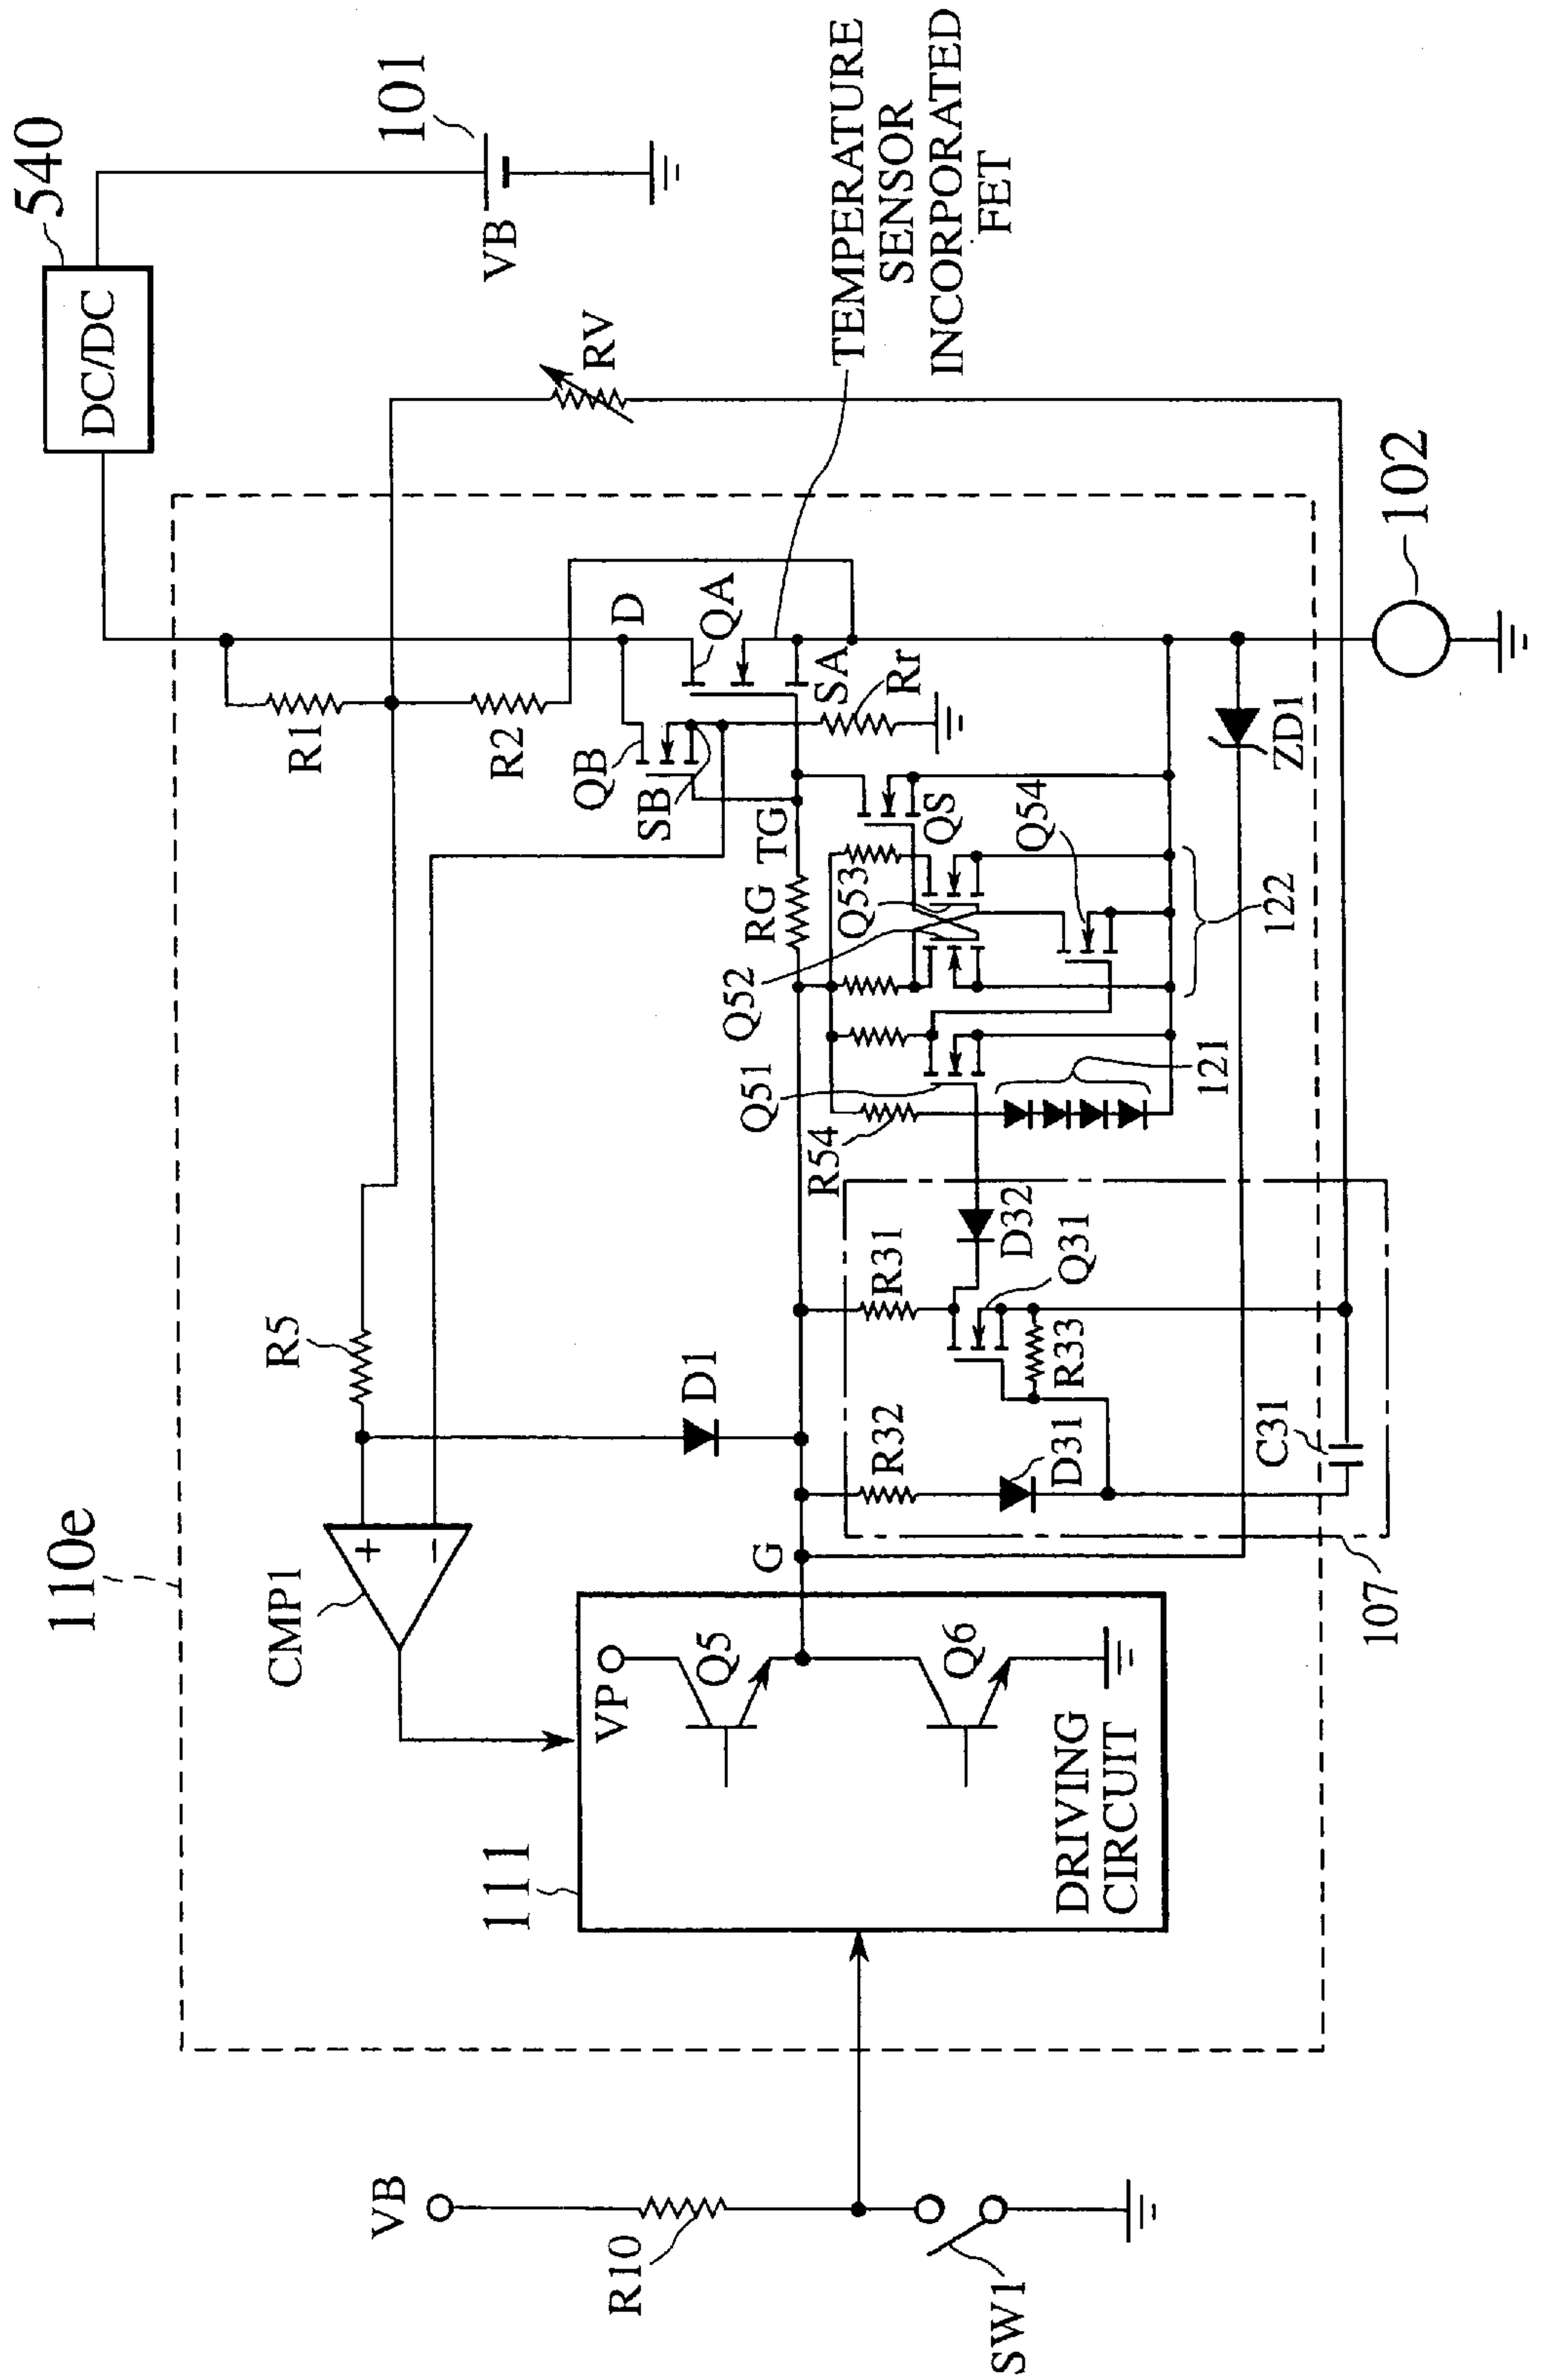 540
DC/DC
101
VB
110e
RV
R1
R2
D
QA
QB
SB
SA
Rr
TEMPERATURE
SENSOR
INCORPORATED
FET
R5
CMP1
+
-
TG
RG
D1
G
QS
Q54
Q53
Q52
Q51
R54
122
121
ZD1
102
R31
D32
Q31
R33
R32
D31
C31
107
111
VP
Q5
Q6
DRIVING
CIRCUIT
VB
R10
SW1